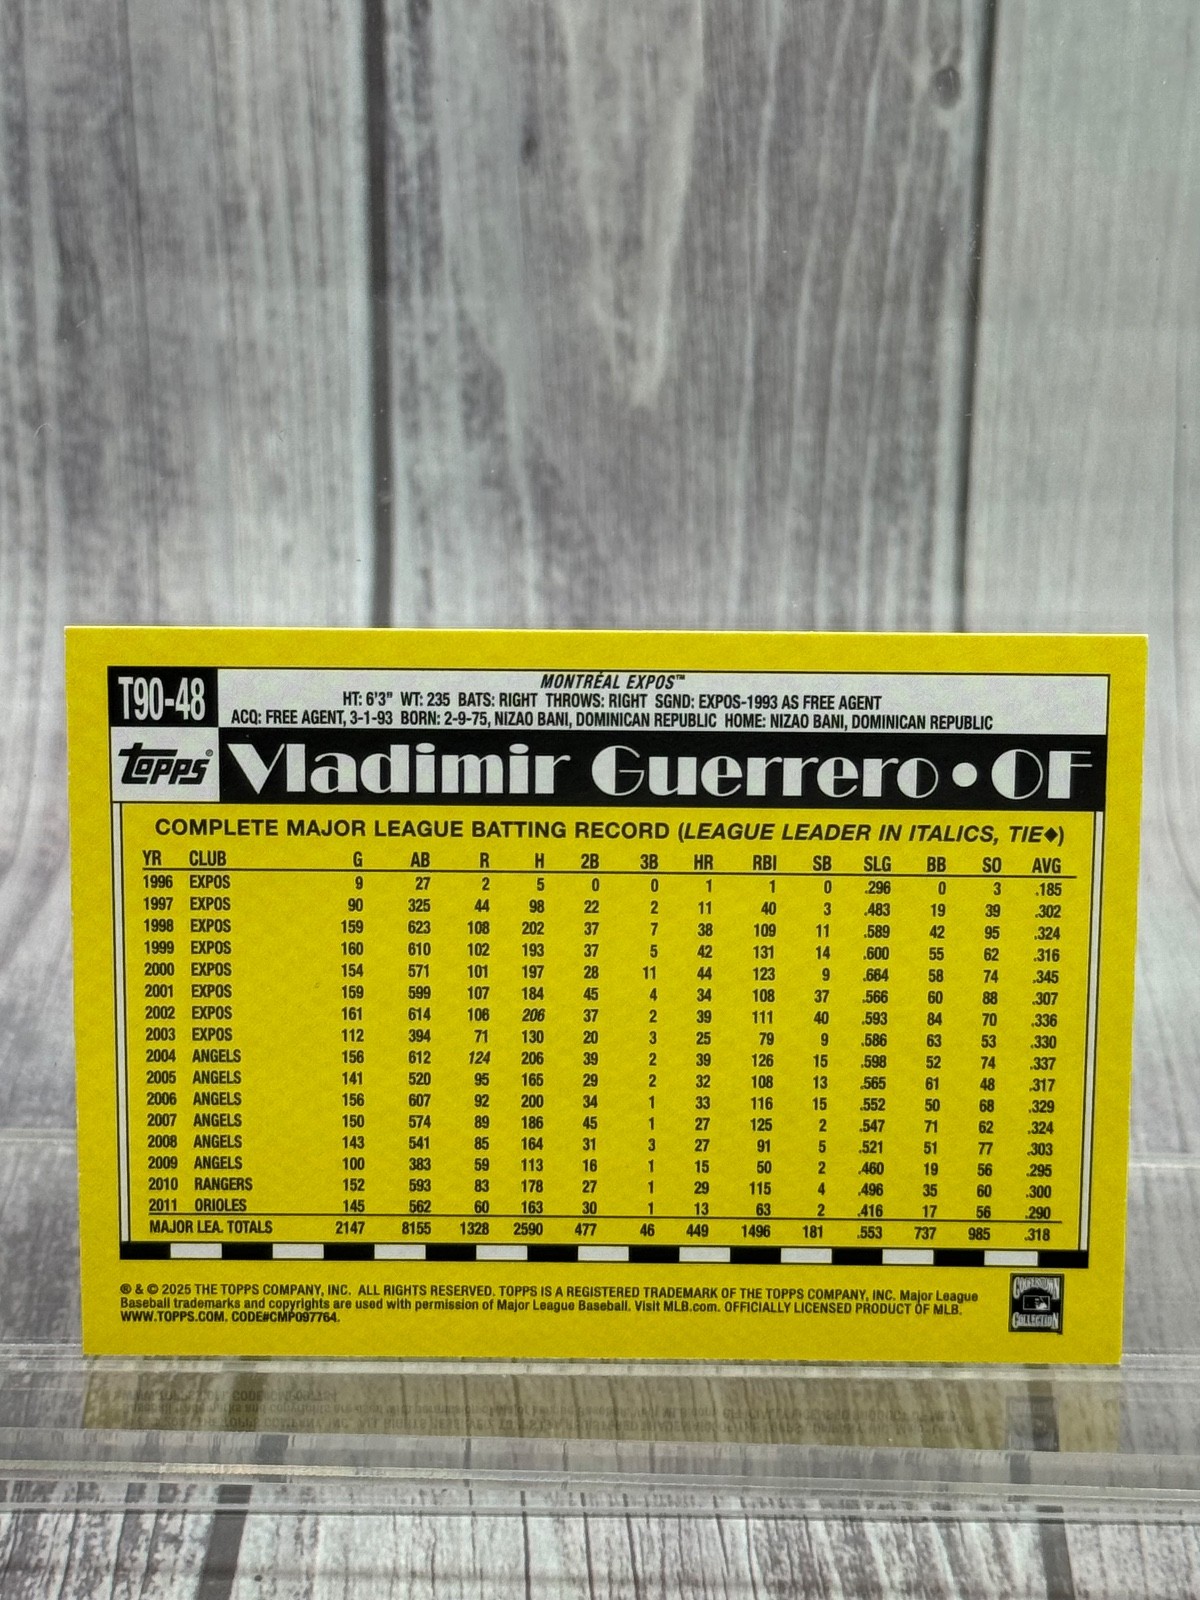 T90-48
MONTRÉAL EXPOS™
HT: 6'3" WT: 235 BATS: RIGHT THROWS: RIGHT SGND: EXPOS-1993 AS FREE AGENT
ACQ: FREE AGENT, 3-1-93 BORN: 2-9-75, NIZAO BANI, DOMINICAN REPUBLIC HOME: NIZAO BANI, DOMINICAN REPUBLIC
topps® Vladimir Guerrero • OF
COMPLETE MAJOR LEAGUE BATTING RECORD (LEAGUE LEADER IN ITALICS, TIE◆)
YR CLUB G AB R H 2B 3B HR RBI SB SLG BB SO AVG
1996 EXPOS 9 27 2 5 0 0 1 1 0 .296 0 3 .185
1997 EXPOS 90 325 44 98 22 2 11 40 3 .483 19 39 .302
1998 EXPOS 159 623 108 202 37 7 38 109 11 .589 42 95 .324
1999 EXPOS 160 610 102 193 37 5 42 131 14 .600 55 62 .316
2000 EXPOS 154 571 101 197 28 11 44 123 9 .664 58 74 .345
2001 EXPOS 159 599 107 184 45 4 34 108 37 .566 60 88 .307
2002 EXPOS 161 614 106 206 37 2 39 111 40 .593 84 70 .336
2003 EXPOS 112 394 71 130 20 3 25 79 9 .586 63 53 .330
2004 ANGELS 156 612 124 206 39 2 39 126 15 .598 52 74 .337
2005 ANGELS 141 520 95 165 29 2 32 108 13 .565 61 48 .317
2006 ANGELS 156 607 92 200 34 1 33 116 15 .552 50 68 .329
2007 ANGELS 150 574 89 186 45 1 27 125 2 .547 71 62 .324
2008 ANGELS 143 541 85 164 31 3 27 91 5 .521 51 77 .303
2009 ANGELS 100 383 59 113 16 1 15 50 2 .460 19 56 .295
2010 RANGERS 152 593 83 178 27 1 29 115 4 .496 35 60 .300
2011 ORIOLES 145 562 60 163 30 1 13 63 2 .416 17 56 .290
MAJOR LEA. TOTALS 2147 8155 1328 2590 477 46 449 1496 181 .553 737 985 .318
® & © 2025 THE TOPPS COMPANY, INC. ALL RIGHTS RESERVED. TOPPS IS A REGISTERED TRADEMARK OF THE TOPPS COMPANY, INC. Major League
Baseball trademarks and copyrights are used with permission of Major League Baseball. Visit MLB.com. OFFICIALLY LICENSED PRODUCT OF MLB.
WWW.TOPPS.COM. CODE#CMP097764.
COOPERSTOWN
COLLECTION